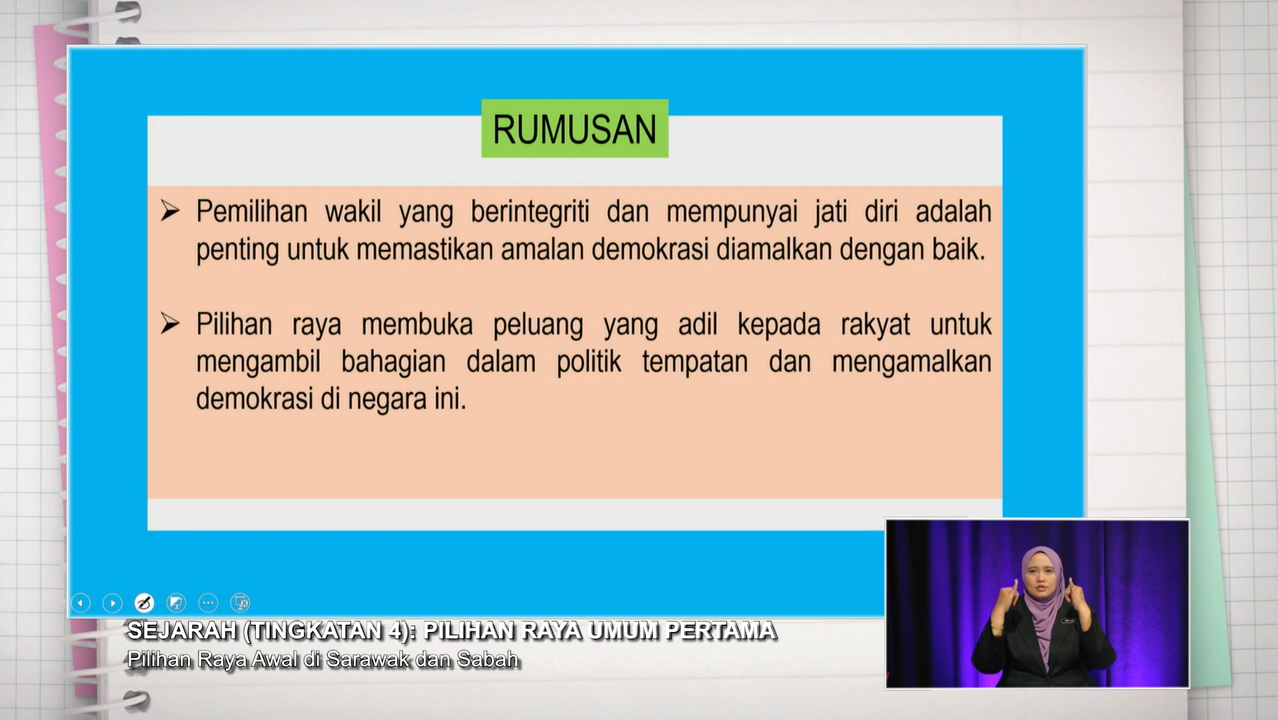 RUMUSAN
➢ Pemilihan wakil yang berintegriti dan mempunyai jati diri adalah
penting untuk memastikan amalan demokrasi diamalkan dengan baik.
➢ Pilihan raya membuka peluang yang adil kepada rakyat untuk
mengambil bahagian dalam politik tempatan dan mengamalkan
demokrasi di negara ini.
SEJARAH (TINGKATAN 4): PILIHAN RAYA UMUM PERTAMA
Pilihan Raya Awal di Sarawak dan Sabah